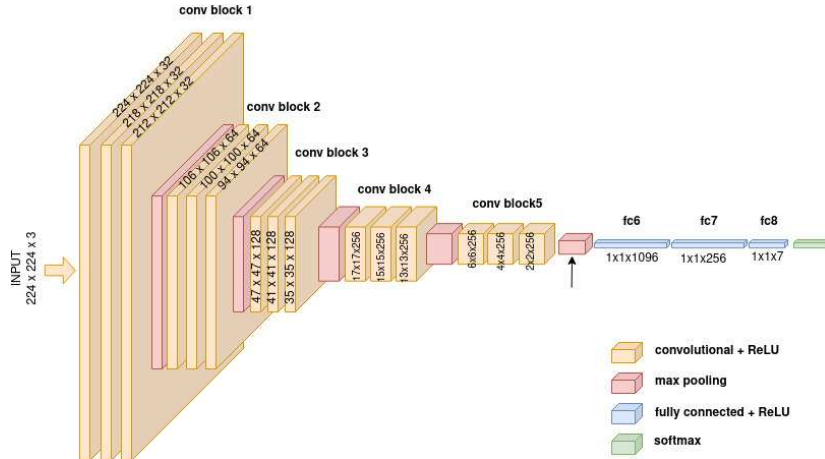 conv block 1
224 x 224 x 32
218 x 218 x 32
212 x 212 x 32
conv block 2
106 x 106 x 64
100 x 100 x 64
94 x 94 x 64
conv block 3
47 x 47 x 128
41 x 41 x 128
35 x 35 x 128
conv block 4
17x17x256
15x15x256
13x13x256
conv block5
6x6x256
4x4x256
2x2x256
fc6
1x1x1096
fc7
1x1x256
fc8
1x1x7
INPUT
224 x 224 x 3
convolutional + ReLU
max pooling
fully connected + ReLU
softmax